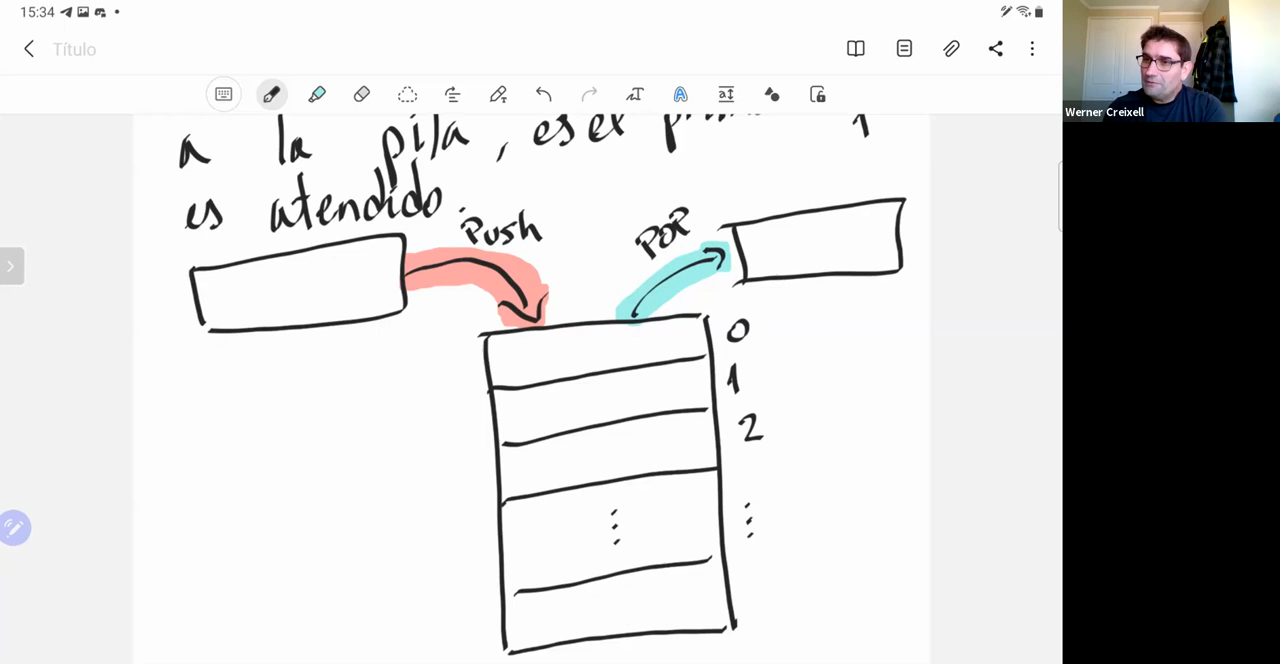 15:34
Título
Werner Creixell
a la pila, es el
es atendido.
Push
POP
0
1
2